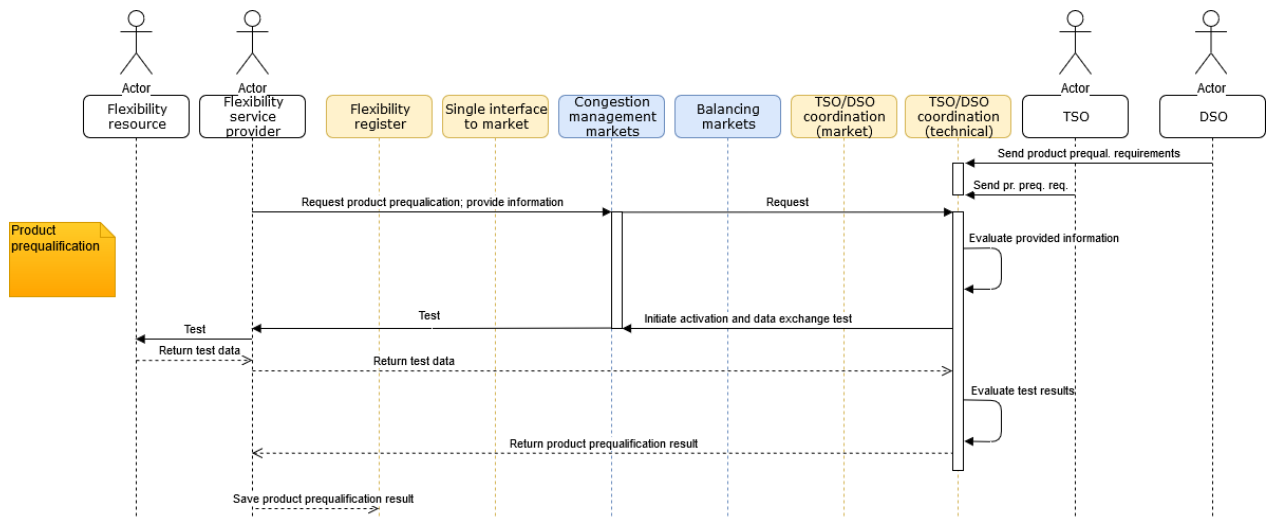 Actor
Actor
Actor
Actor
Flexibility
resource
Flexibility
service
provider
Flexibility
register
Single interface
to market
Congestion
management
markets
Balancing
markets
TSO/DSO
coordination
(market)
TSO/DSO
coordination
(technical)
TSO
DSO
Send product prequal. requirements
Send pr. preq. req.
Request product prequalication; provide information
Request
Product
prequalification
Evaluate provided information
Initiate activation and data exchange test
Test
Test
Return test data
Return test data
Evaluate test results
Return product prequalification result
Save product prequalification result